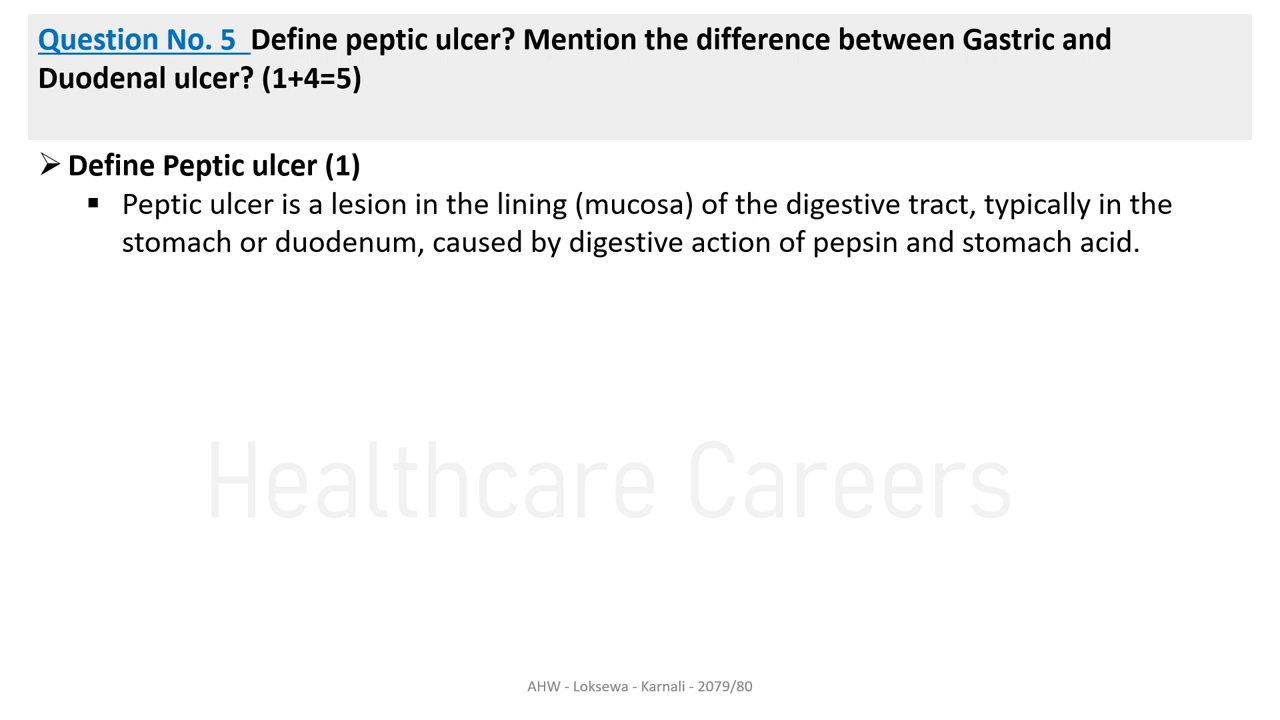 Question No. 5 Define peptic ulcer? Mention the difference between Gastric and
Duodenal ulcer? (1+4=5)
➢ Define Peptic ulcer (1)
▪ Peptic ulcer is a lesion in the lining (mucosa) of the digestive tract, typically in the
stomach or duodenum, caused by digestive action of pepsin and stomach acid.
Healthcare Careers
AHW - Loksewa - Karnali - 2079/80